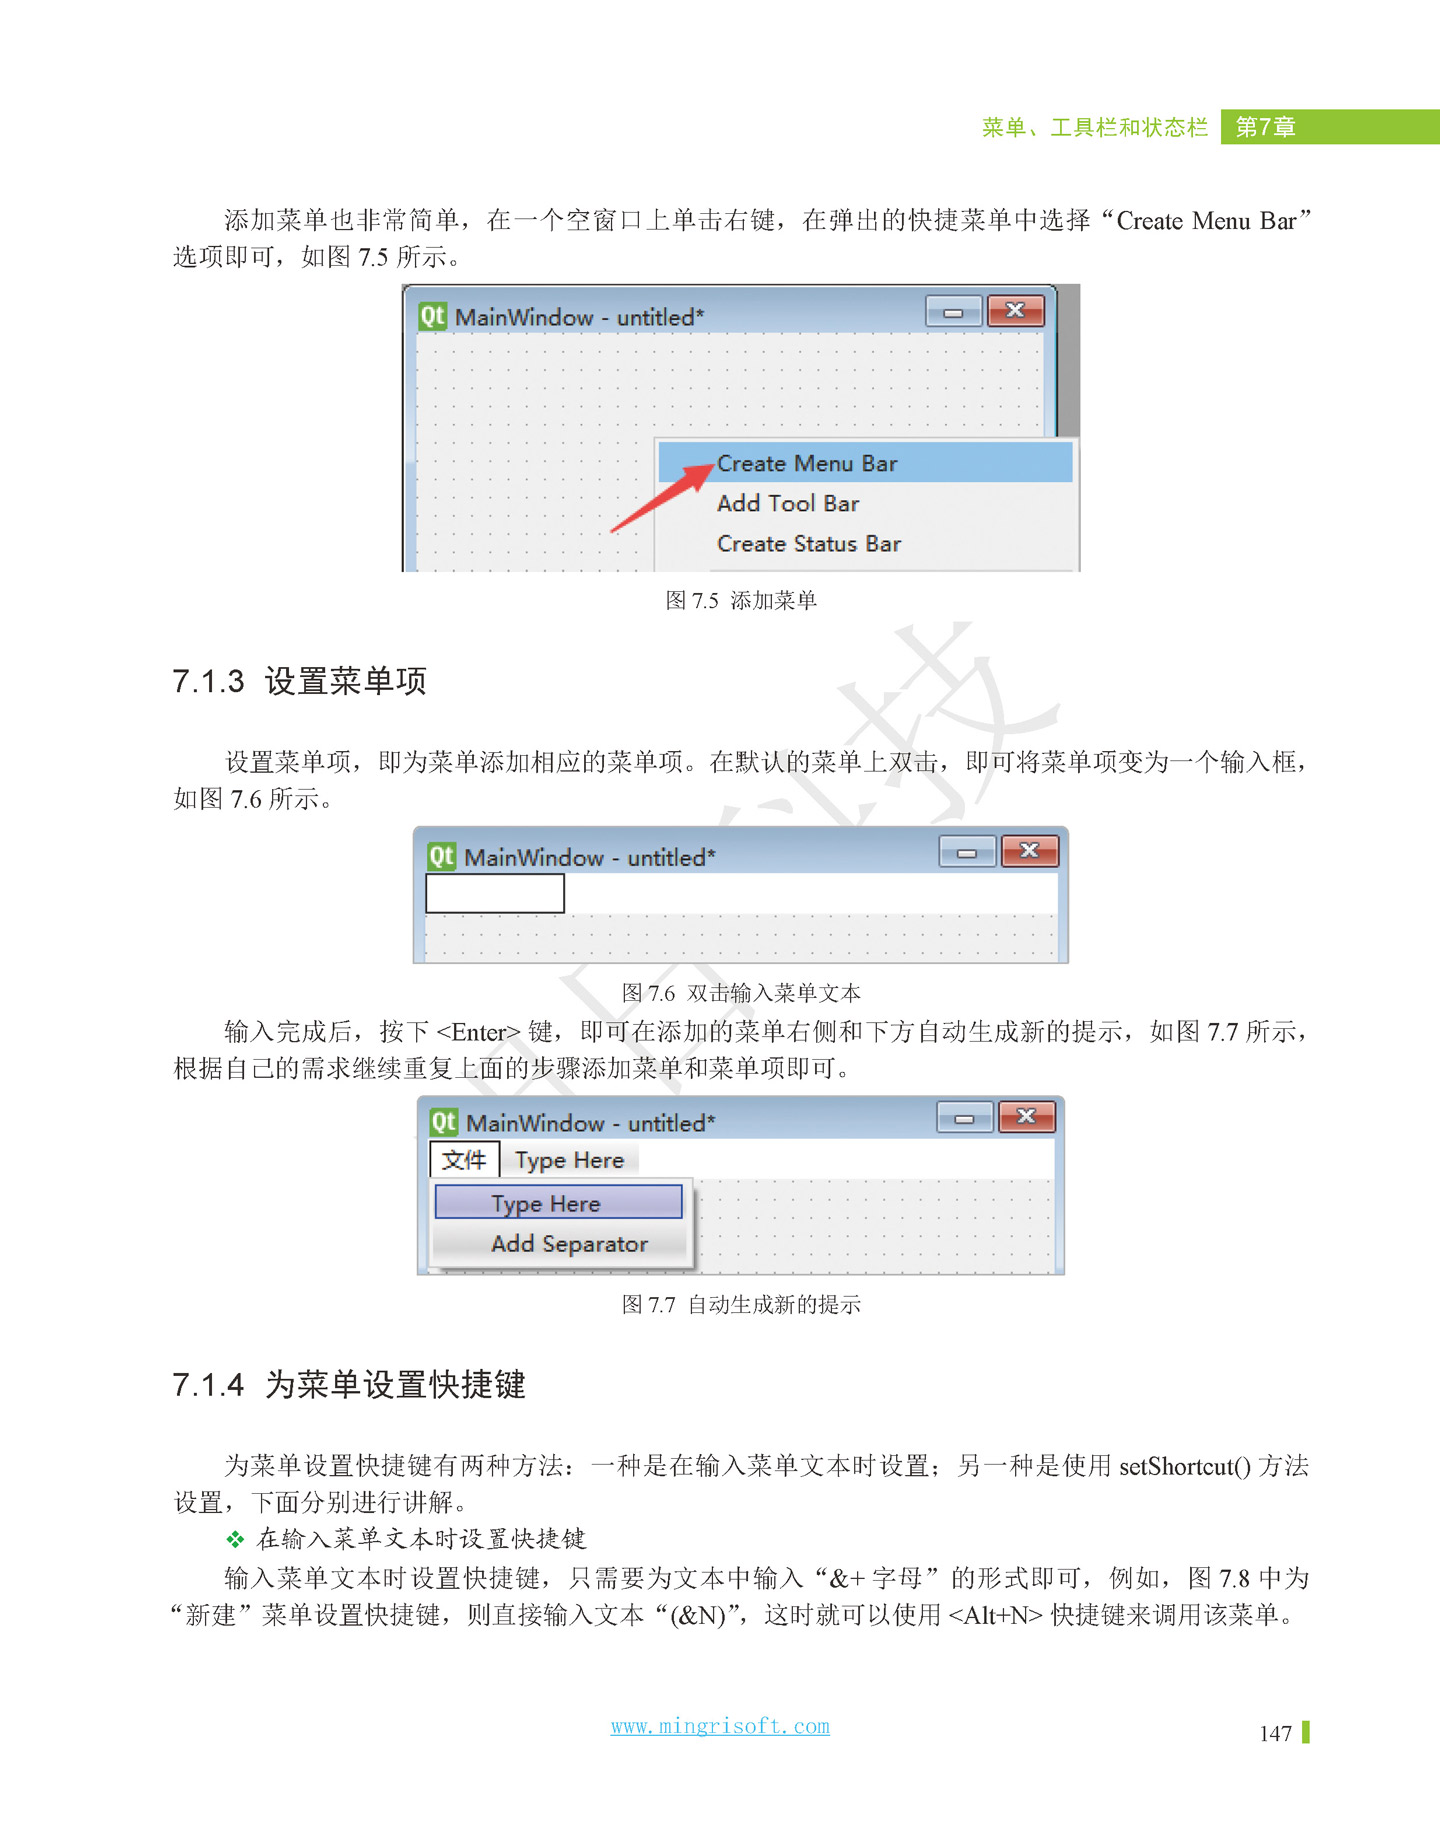 菜单、工具栏和状态栏 第7章
添加菜单也非常简单，在一个空窗口上单击右键，在弹出的快捷菜单中选择“Create Menu Bar”
选项即可，如图 7.5 所示。
Qt MainWindow - untitled*
Create Menu Bar
Add Tool Bar
Create Status Bar
图 7.5 添加菜单
7.1.3 设置菜单项
设置菜单项，即为菜单添加相应的菜单项。在默认的菜单上双击，即可将菜单项变为一个输入框，
如图 7.6 所示。
Qt MainWindow - untitled*
图 7.6 双击输入菜单文本
输入完成后，按下 <Enter> 键，即可在添加的菜单右侧和下方自动生成新的提示，如图 7.7 所示，
根据自己的需求继续重复上面的步骤添加菜单和菜单项即可。
Qt MainWindow - untitled*
文件 Type Here
Type Here
Add Separator
图 7.7 自动生成新的提示
7.1.4 为菜单设置快捷键
为菜单设置快捷键有两种方法：一种是在输入菜单文本时设置；另一种是使用 setShortcut() 方法
设置，下面分别进行讲解。
❖ 在输入菜单文本时设置快捷键
输入菜单文本时设置快捷键，只需要为文本中输入“&+ 字母”的形式即可，例如，图 7.8 中为
“新建”菜单设置快捷键，则直接输入文本“(&N)”，这时就可以使用 <Alt+N> 快捷键来调用该菜单。
www.mingrisoft.com
147